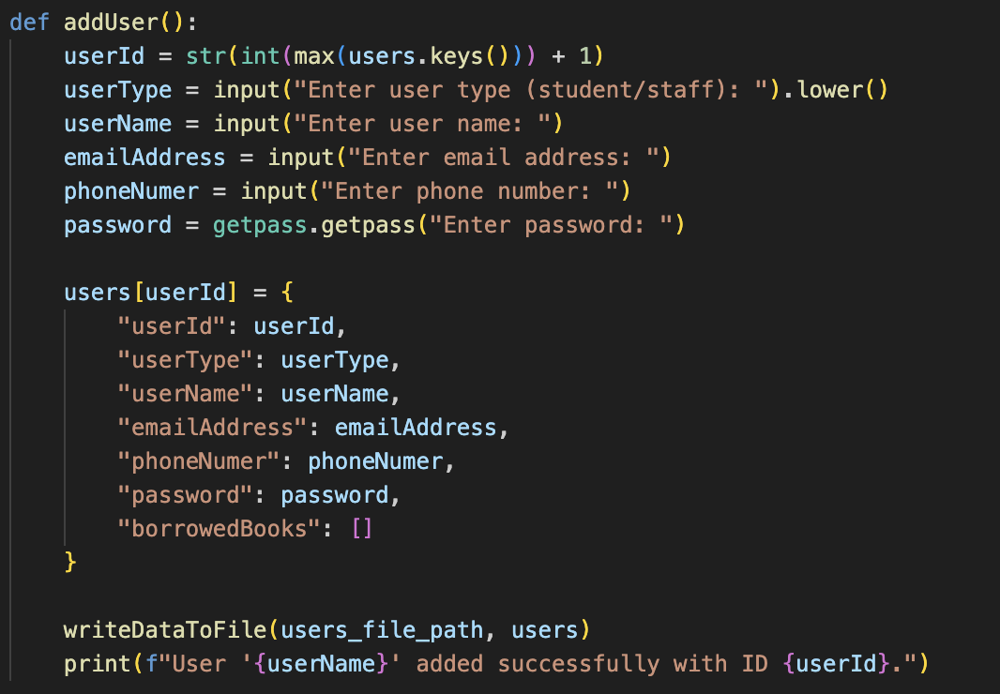 def addUser():
    userId = str(int(max(users.keys())) + 1)
    userType = input("Enter user type (student/staff): ").lower()
    userName = input("Enter user name: ")
    emailAddress = input("Enter email address: ")
    phoneNumer = input("Enter phone number: ")
    password = getpass.getpass("Enter password: ")

    users[userId] = {
        "userId": userId,
        "userType": userType,
        "userName": userName,
        "emailAddress": emailAddress,
        "phoneNumer": phoneNumer,
        "password": password,
        "borrowedBooks": []
    }

    writeDataToFile(users_file_path, users)
    print(f"User '{userName}' added successfully with ID {userId}.")